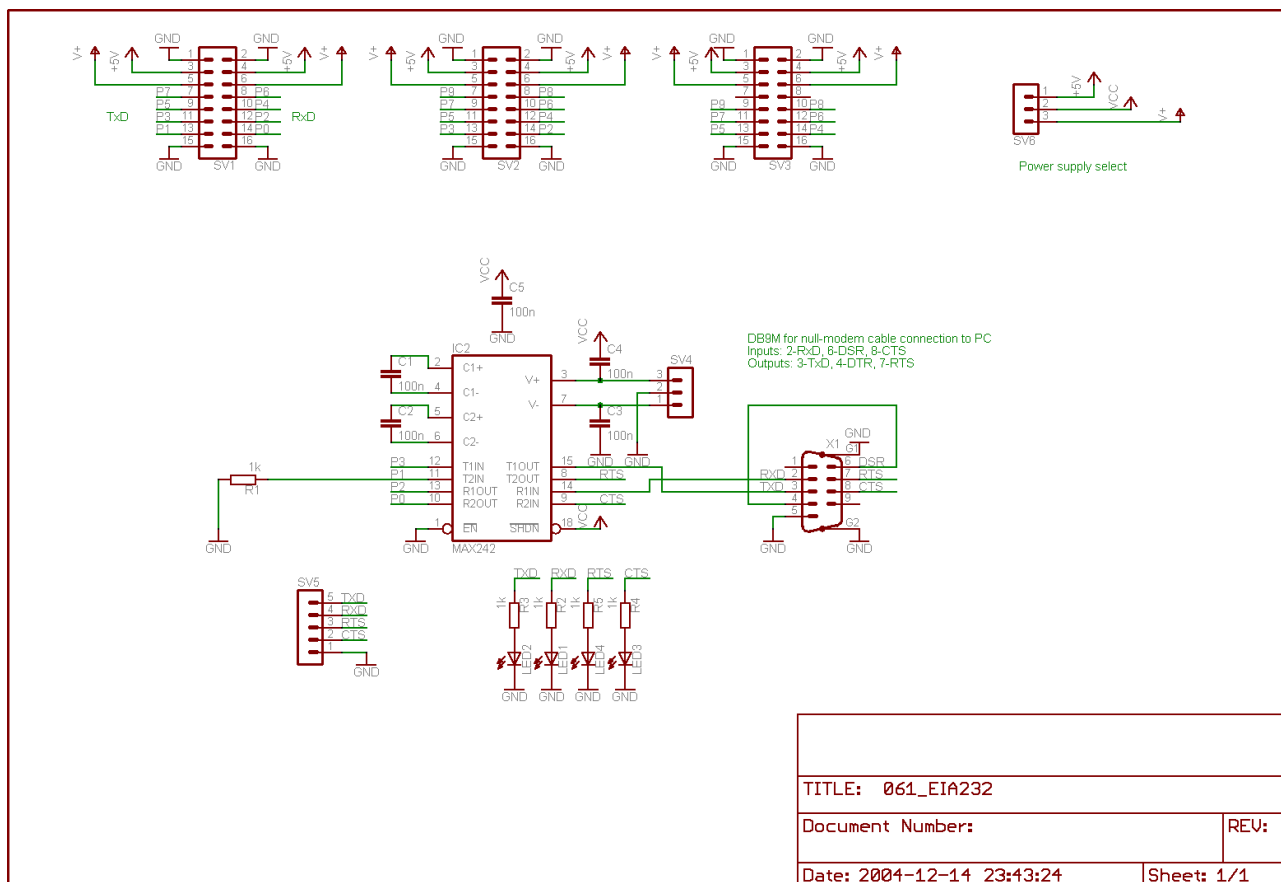 V+ +5V GND GND +5V V+
1 2
3 4
5 6
P7 7 8 P6
P5 9 10 P4
TxD P3 11 12 P2 RxD
P1 13 14 P0
15 16
GND SV1 GND
V+ +5V GND GND +5V V+
1 2
3 4
5 6
P9 7 8 P8
P7 9 10 P6
P5 11 12 P4
P3 13 14 P2
15 16
GND SV2 GND
V+ +5V GND GND +5V V+
1 2
3 4
5 6
7 8
P9 9 10 P8
P7 11 12 P6
P5 13 14 P4
15 16
GND SV3 GND
1 +5V
2 VCC
3 V+
SV6
Power supply select
VCC
C5
100n
GND
IC2
C1
100n
C2
100n
2 C1+
4 C1-
5 C2+
6 C2-
P3 12 T1IN
P1 11 T2IN
P2 13 R1OUT
P0 10 R2OUT
1 EN
GND
V+ 3
V- 7
T1OUT 15
T2OUT 8 RTS
R1IN 14
R2IN 9 CTS
SHDN 18 VCC
MAX242
VCC
C4
100n
SV4
3
2
1
C3
100n
GND GND
1k
R1
GND
DB9M for null-modem cable connection to PC
Inputs: 2-RxD, 6-DSR, 8-CTS
Outputs: 3-TxD, 4-DTR, 7-RTS
X1 GND
G1
1 6 DSR
RXD 2 7 RTS
TXD 3 8 CTS
4 9
5
G2
GND GND
SV5
5 TXD
4 RXD
3 RTS
2 CTS
1
GND
TXD RXD RTS CTS
1k R3 1k R2 1k R5 1k R4
LED2 LED1 LED4 LED3
GND GND GND GND
TITLE: 061_EIA232
Document Number:
REV:
Date: 2004-12-14 23:43:24
Sheet: 1/1